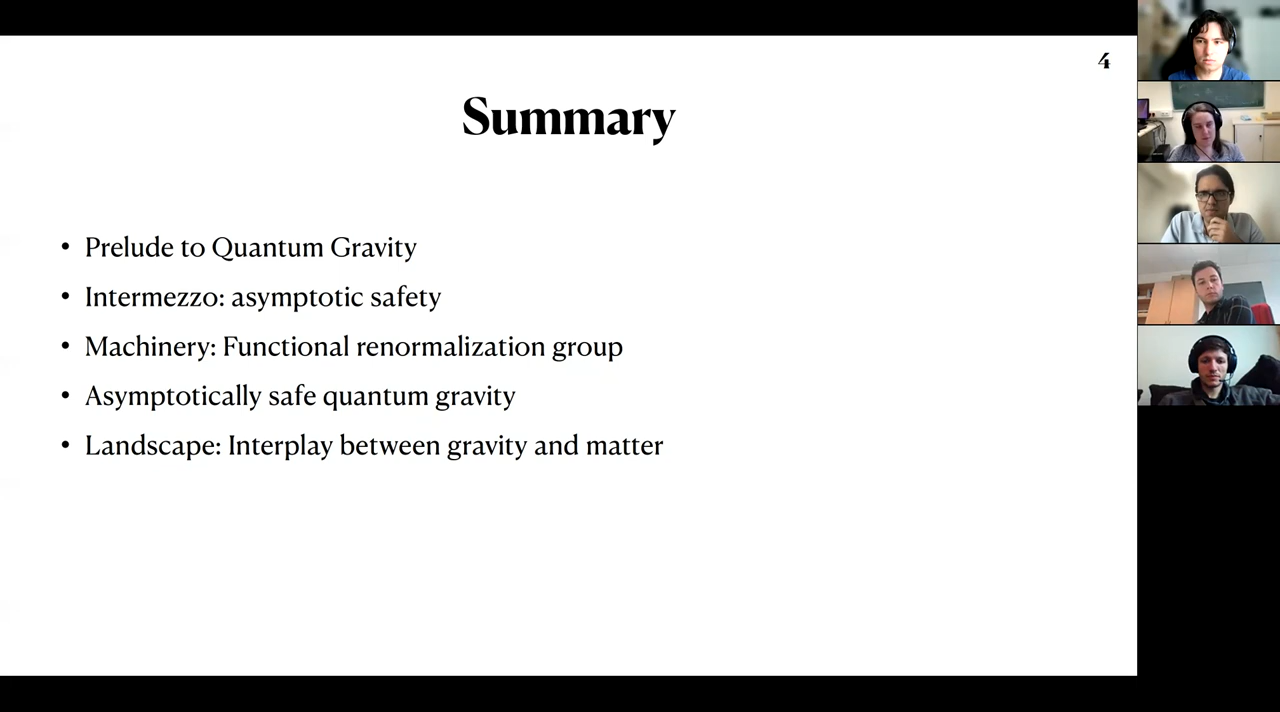 4
Summary
• Prelude to Quantum Gravity
• Intermezzo: asymptotic safety
• Machinery: Functional renormalization group
• Asymptotically safe quantum gravity
• Landscape: Interplay between gravity and matter